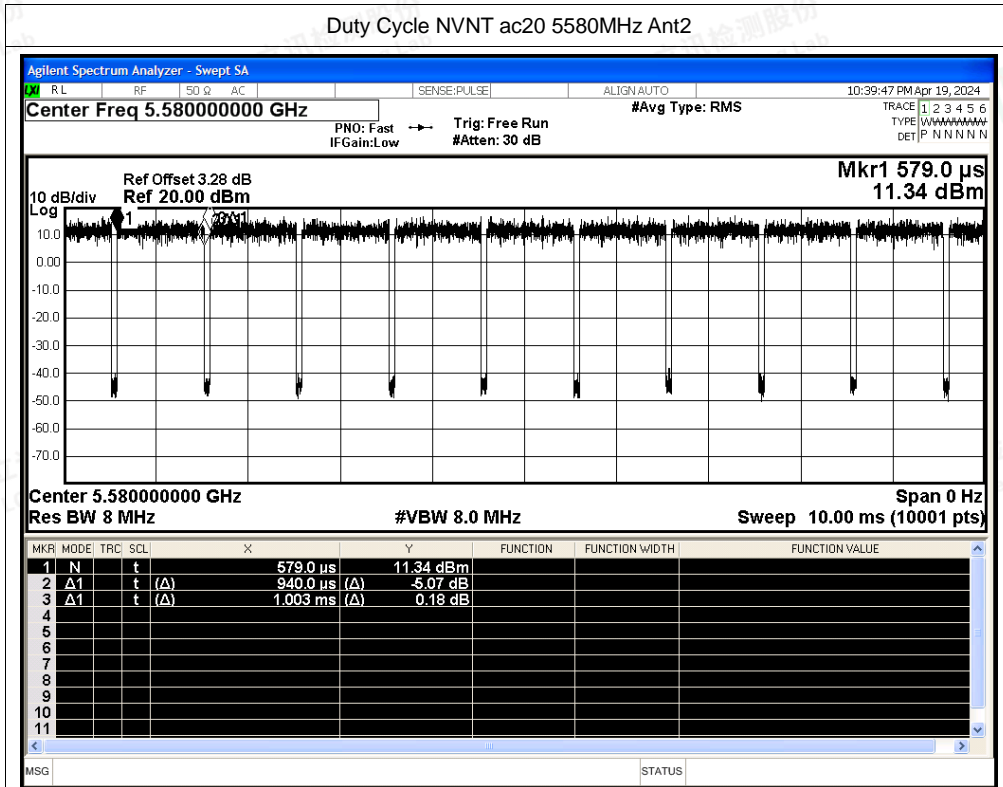 Duty Cycle NVNT ac20 5580MHz Ant2
Agilent Spectrum Analyzer - Swept SA
LXI RL RF 50 Ω AC SENSE:PULSE ALIGN AUTO 10:39:47 PM Apr 19, 2024
Center Freq 5.580000000 GHz #Avg Type: RMS TRACE 1 2 3 4 5 6
PNO: Fast Trig: Free Run TYPE WWWWWW
IFGain:Low #Atten: 30 dB DET P N N N N N
Mkr1 579.0 µs
11.34 dBm
Ref Offset 3.28 dB
10 dB/div Ref 20.00 dBm
Log
1
10.0
0.00
-10.0
-20.0
-30.0
-40.0
-50.0
-60.0
-70.0
Center 5.580000000 GHz Span 0 Hz
Res BW 8 MHz #VBW 8.0 MHz Sweep 10.00 ms (10001 pts)
MKR MODE TRC SCL X Y FUNCTION FUNCTION WIDTH FUNCTION VALUE
1 N t 579.0 µs 11.34 dBm
2 Δ1 t (Δ) 940.0 µs (Δ) -5.07 dB
3 Δ1 t (Δ) 1.003 ms (Δ) 0.18 dB
4
5
6
7
8
9
10
11
MSG STATUS